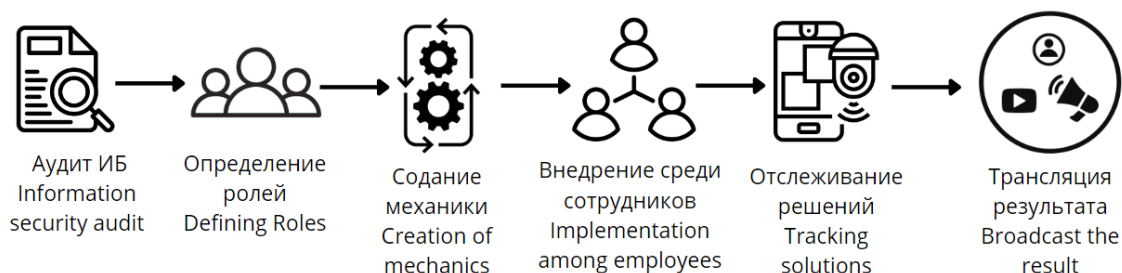 Аудит ИБ
Information
security audit
Определение
ролей
Defining Roles
Содание
механики
Creation of
mechanics
Внедрение среди
сотрудников
Implementation
among employees
Отслеживание
решений
Tracking
solutions
Трансляция
результата
Broadcast the
result